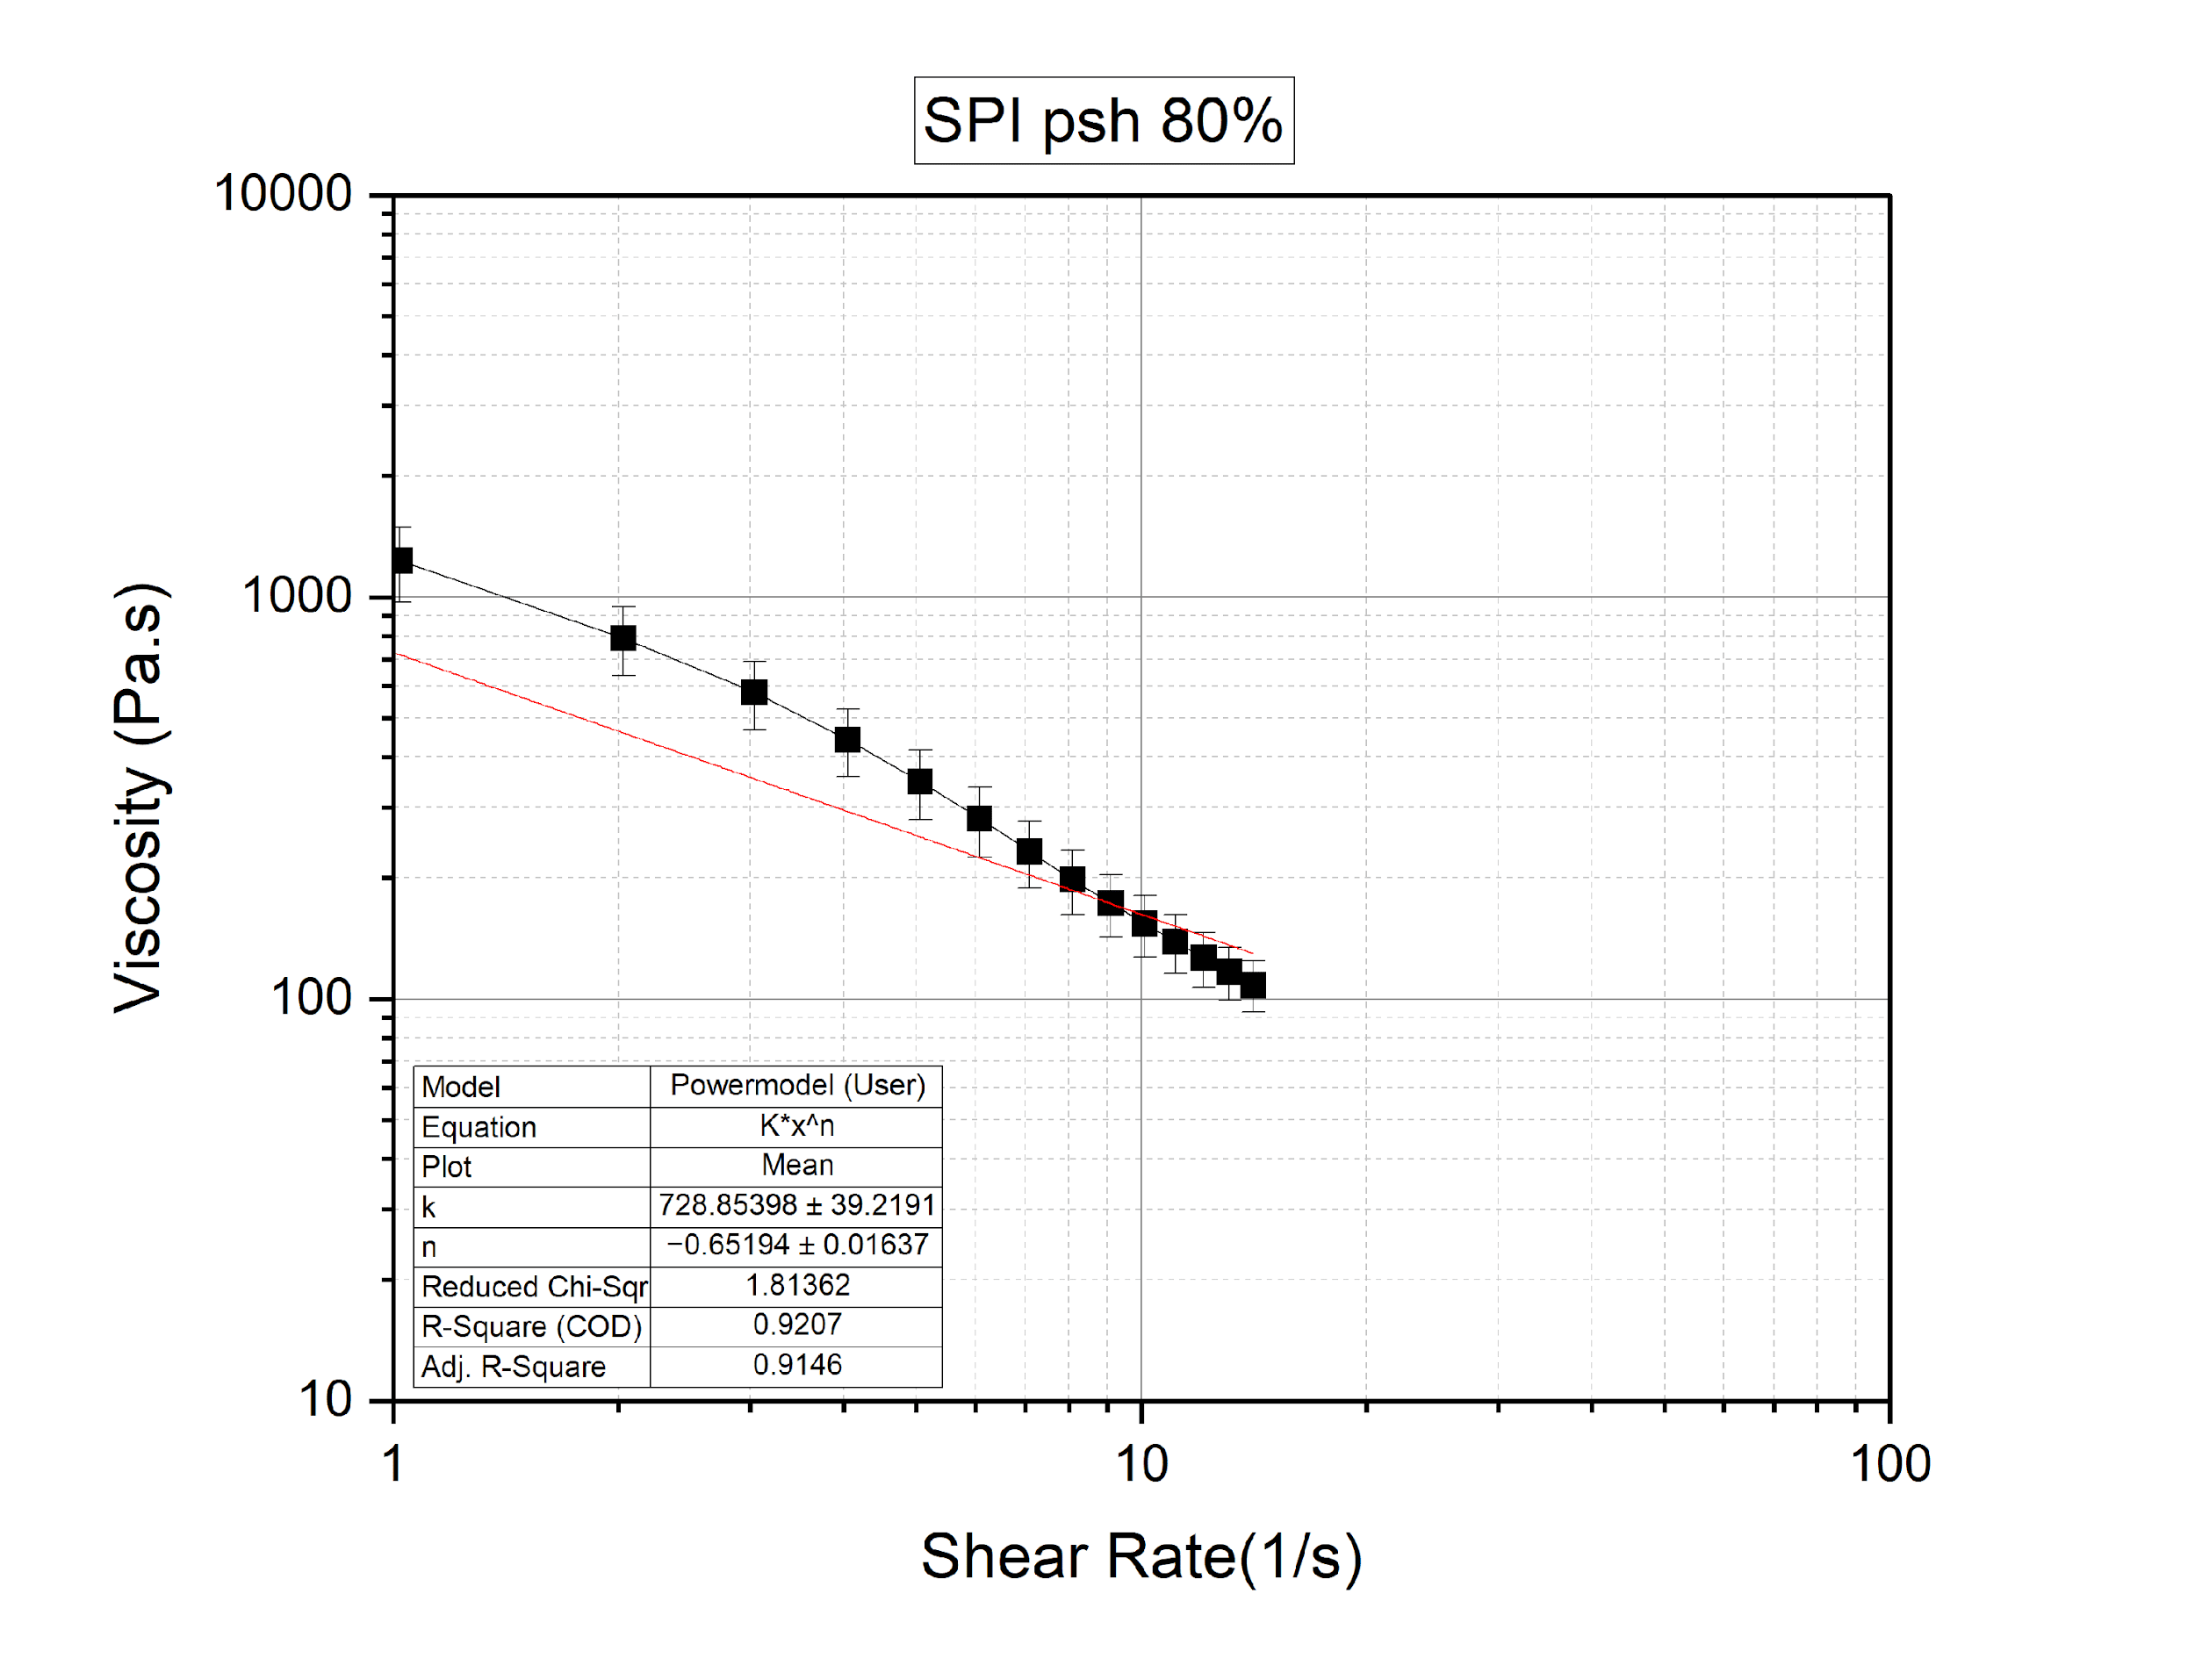 SPI psh 80%
10000
1000
100
10
Viscosity (Pa.s)
Model Powermodel (User)
Equation K*x^n
Plot Mean
k 728.85398 ± 39.2191
n −0.65194 ± 0.01637
Reduced Chi-Sqr 1.81362
R-Square (COD) 0.9207
Adj. R-Square 0.9146
1 10 100
Shear Rate(1/s)